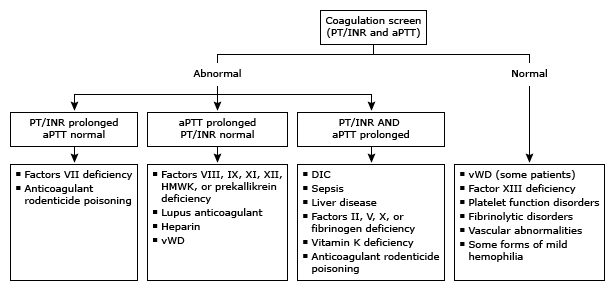 Coagulation screen
(PT/INR and aPTT)
Abnormal
Normal
PT/INR prolonged
aPTT normal
aPTT prolonged
PT/INR normal
PT/INR AND
aPTT prolonged
▪ Factors VII deficiency
▪ Anticoagulant
rodenticide poisoning
▪ Factors VIII, IX, XI, XII,
HMWK, or prekallikrein
deficiency
▪ Lupus anticoagulant
▪ Heparin
▪ vWD
▪ DIC
▪ Sepsis
▪ Liver disease
▪ Factors II, V, X, or
fibrinogen deficiency
▪ Vitamin K deficiency
▪ Anticoagulant rodenticide
poisoning
▪ vWD (some patients)
▪ Factor XIII deficiency
▪ Platelet function disorders
▪ Fibrinolytic disorders
▪ Vascular abnormalities
▪ Some forms of mild
hemophilia